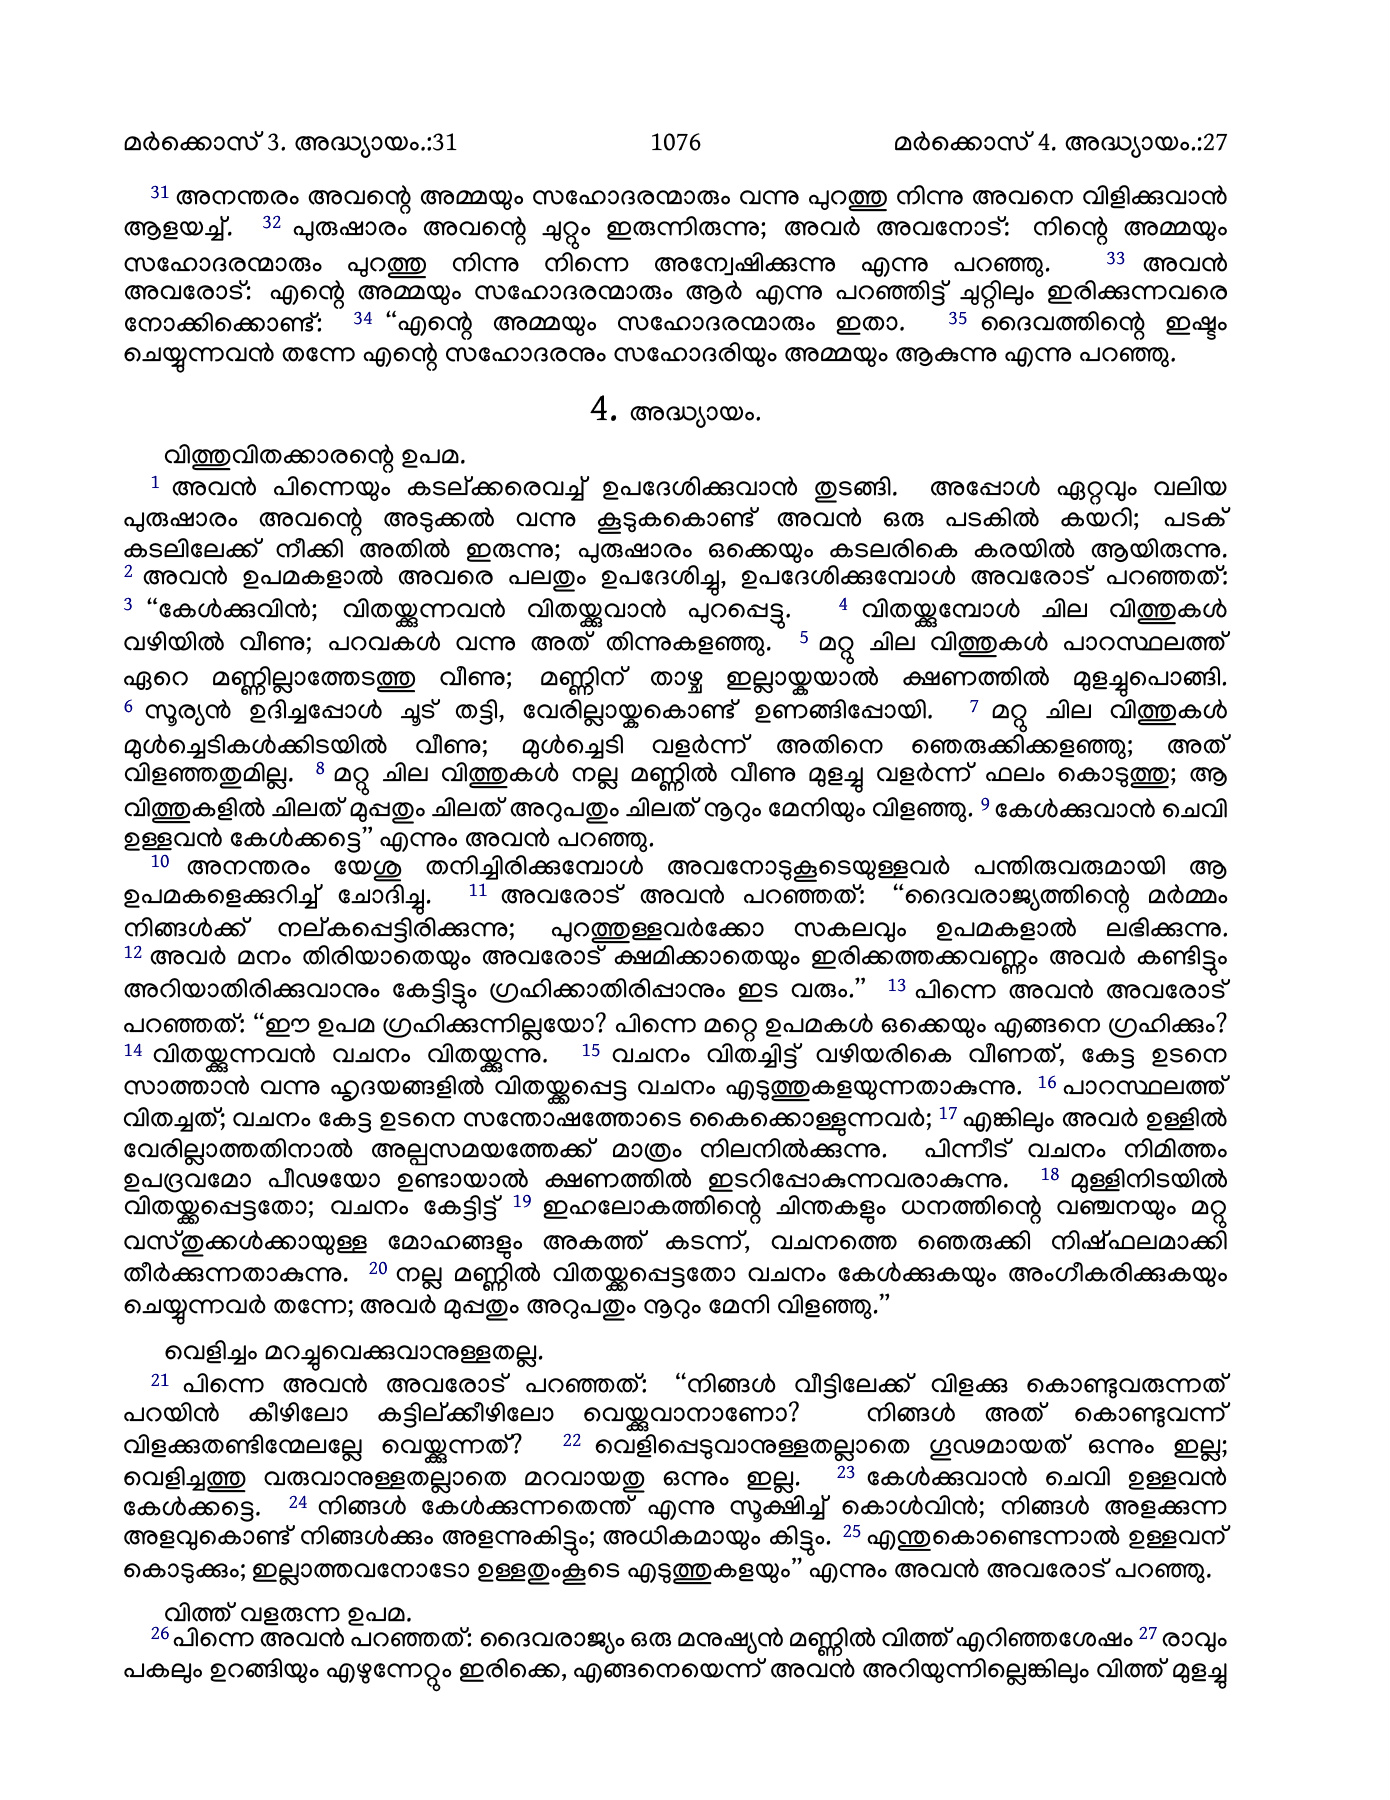 മർക്കൊസ് 3. അദ്ധ്യായം.:31 1076 മർക്കൊസ് 4. അദ്ധ്യായം.:27
31 അനന്തരം അവന്റെ അമ്മയും സഹോദരന്മാരും വന്നു പുറത്തു നിന്നു അവനെ വിളിക്കുവാൻ
ആളയച്ച്. 32 പുരുഷാരം അവന്റെ ചുറ്റും ഇരുന്നിരുന്നു; അവർ അവനോട്: നിന്റെ അമ്മയും
സഹോദരന്മാരും പുറത്തു നിന്നു നിന്നെ അന്വേഷിക്കുന്നു എന്നു പറഞ്ഞു. 33 അവൻ
അവരോട്: എന്റെ അമ്മയും സഹോദരന്മാരും ആർ എന്നു പറഞ്ഞിട്ട് ചുറ്റിലും ഇരിക്കുന്നവരെ
നോക്കിക്കൊണ്ട്: 34 “എന്റെ അമ്മയും സഹോദരന്മാരും ഇതാ. 35 ദൈവത്തിന്റെ ഇഷ്ടം
ചെയ്യുന്നവൻ തന്നേ എന്റെ സഹോദരനും സഹോദരിയും അമ്മയും ആകുന്നു എന്നു പറഞ്ഞു.
4. അദ്ധ്യായം.
വിത്തുവിതക്കാരന്റെ ഉപമ.
1 അവൻ പിന്നെയും കടല്ക്കരെവച്ച് ഉപദേശിക്കുവാൻ തുടങ്ങി. അപ്പോൾ ഏറ്റവും വലിയ
പുരുഷാരം അവന്റെ അടുക്കൽ വന്നു കൂടുകകൊണ്ട് അവൻ ഒരു പടകിൽ കയറി; പടക്
കടലിലേക്ക് നീക്കി അതിൽ ഇരുന്നു; പുരുഷാരം ഒക്കെയും കടലരികെ കരയിൽ ആയിരുന്നു.
2 അവൻ ഉപമകളാൽ അവരെ പലതും ഉപദേശിച്ചു, ഉപദേശിക്കുമ്പോൾ അവരോട് പറഞ്ഞത്:
3 “കേൾക്കുവിൻ; വിതയ്ക്കുന്നവൻ വിതയ്ക്കുവാൻ പുറപ്പെട്ടു. 4 വിതയ്ക്കുമ്പോൾ ചില വിത്തുകൾ
വഴിയിൽ വീണു; പറവകൾ വന്നു അത് തിന്നുകളഞ്ഞു. 5 മറ്റു ചില വിത്തുകൾ പാറസ്ഥലത്ത്
ഏറെ മണ്ണില്ലാത്തേടത്തു വീണു; മണ്ണിന് താഴ്ച ഇല്ലായ്കയാൽ ക്ഷണത്തിൽ മുളച്ചുപൊങ്ങി.
6 സൂര്യൻ ഉദിച്ചപ്പോൾ ചൂട് തട്ടി, വേരില്ലായ്കകൊണ്ട് ഉണങ്ങിപ്പോയി. 7 മറ്റു ചില വിത്തുകൾ
മുൾച്ചെടികൾക്കിടയിൽ വീണു; മുൾച്ചെടി വളർന്ന് അതിനെ ഞെരുക്കിക്കളഞ്ഞു; അത്
വിളഞ്ഞതുമില്ല. 8 മറ്റു ചില വിത്തുകൾ നല്ല മണ്ണിൽ വീണു മുളച്ചു വളർന്ന് ഫലം കൊടുത്തു; ആ
വിത്തുകളിൽ ചിലത് മുപ്പതും ചിലത് അറുപതും ചിലത് നൂറും മേനിയും വിളഞ്ഞു. 9 കേൾക്കുവാൻ ചെവി
ഉള്ളവൻ കേൾക്കട്ടെ” എന്നും അവൻ പറഞ്ഞു.
10 അനന്തരം യേശു തനിച്ചിരിക്കുമ്പോൾ അവനോടുകൂടെയുള്ളവർ പന്തിരുവരുമായി ആ
ഉപമകളെക്കുറിച്ച് ചോദിച്ചു. 11 അവരോട് അവൻ പറഞ്ഞത്: “ദൈവരാജ്യത്തിന്റെ മർമ്മം
നിങ്ങൾക്ക് നല്കപ്പെട്ടിരിക്കുന്നു; പുറത്തുള്ളവർക്കോ സകലവും ഉപമകളാൽ ലഭിക്കുന്നു.
12 അവർ മനം തിരിയാതെയും അവരോട് ക്ഷമിക്കാതെയും ഇരിക്കത്തക്കവണ്ണം അവർ കണ്ടിട്ടും
അറിയാതിരിക്കുവാനും കേട്ടിട്ടും ഗ്രഹിക്കാതിരിപ്പാനും ഇട വരും.” 13 പിന്നെ അവൻ അവരോട്
പറഞ്ഞത്: “ഈ ഉപമ ഗ്രഹിക്കുന്നില്ലയോ? പിന്നെ മറ്റെ ഉപമകൾ ഒക്കെയും എങ്ങനെ ഗ്രഹിക്കും?
14 വിതയ്ക്കുന്നവൻ വചനം വിതയ്ക്കുന്നു. 15 വചനം വിതച്ചിട്ട് വഴിയരികെ വീണത്, കേട്ട ഉടനെ
സാത്താൻ വന്നു ഹൃദയങ്ങളിൽ വിതയ്ക്കപ്പെട്ട വചനം എടുത്തുകളയുന്നതാകുന്നു. 16 പാറസ്ഥലത്ത്
വിതച്ചത്; വചനം കേട്ട ഉടനെ സന്തോഷത്തോടെ കൈക്കൊള്ളുന്നവർ; 17 എങ്കിലും അവർ ഉള്ളിൽ
വേരില്ലാത്തതിനാൽ അല്പസമയത്തേക്ക് മാത്രം നിലനിൽക്കുന്നു. പിന്നീട് വചനം നിമിത്തം
ഉപദ്രവമോ പീഢയോ ഉണ്ടായാൽ ക്ഷണത്തിൽ ഇടറിപ്പോകുന്നവരാകുന്നു. 18 മുള്ളിനിടയിൽ
വിതയ്ക്കപ്പെട്ടതോ; വചനം കേട്ടിട്ട് 19 ഇഹലോകത്തിന്റെ ചിന്തകളും ധനത്തിന്റെ വഞ്ചനയും മറ്റു
വസ്തുക്കൾക്കായുള്ള മോഹങ്ങളും അകത്ത് കടന്ന്, വചനത്തെ ഞെരുക്കി നിഷ്ഫലമാക്കി
തീർക്കുന്നതാകുന്നു. 20 നല്ല മണ്ണിൽ വിതയ്ക്കപ്പെട്ടതോ വചനം കേൾക്കുകയും അംഗീകരിക്കുകയും
ചെയ്യുന്നവർ തന്നേ; അവർ മുപ്പതും അറുപതും നൂറും മേനി വിളഞ്ഞു.”
വെളിച്ചം മറച്ചുവെക്കുവാനുള്ളതല്ല.
21 പിന്നെ അവൻ അവരോട് പറഞ്ഞത്: “നിങ്ങൾ വീട്ടിലേക്ക് വിളക്കു കൊണ്ടുവരുന്നത്
പറയിൻ കീഴിലോ കട്ടില്ക്കീഴിലോ വെയ്ക്കുവാനാണോ? നിങ്ങൾ അത് കൊണ്ടുവന്ന്
വിളക്കുതണ്ടിന്മേലല്ലേ വെയ്ക്കുന്നത്? 22 വെളിപ്പെടുവാനുള്ളതല്ലാതെ ഗൂഢമായത് ഒന്നും ഇല്ല;
വെളിച്ചത്തു വരുവാനുള്ളതല്ലാതെ മറവായതു ഒന്നും ഇല്ല. 23 കേൾക്കുവാൻ ചെവി ഉള്ളവൻ
കേൾക്കട്ടെ. 24 നിങ്ങൾ കേൾക്കുന്നതെന്ത് എന്നു സൂക്ഷിച്ച് കൊൾവിൻ; നിങ്ങൾ അളക്കുന്ന
അളവുകൊണ്ട് നിങ്ങൾക്കും അളന്നുകിട്ടും; അധികമായും കിട്ടും. 25 എന്തുകൊണ്ടെന്നാൽ ഉള്ളവന്
കൊടുക്കും; ഇല്ലാത്തവനോടോ ഉള്ളതുംകൂടെ എടുത്തുകളയും” എന്നും അവൻ അവരോട് പറഞ്ഞു.
വിത്ത് വളരുന്ന ഉപമ.
26 പിന്നെ അവൻ പറഞ്ഞത്: ദൈവരാജ്യം ഒരു മനുഷ്യൻ മണ്ണിൽ വിത്ത് എറിഞ്ഞശേഷം 27 രാവും
പകലും ഉറങ്ങിയും എഴുന്നേറ്റും ഇരിക്കെ, എങ്ങനെയെന്ന് അവൻ അറിയുന്നില്ലെങ്കിലും വിത്ത് മുളച്ചു